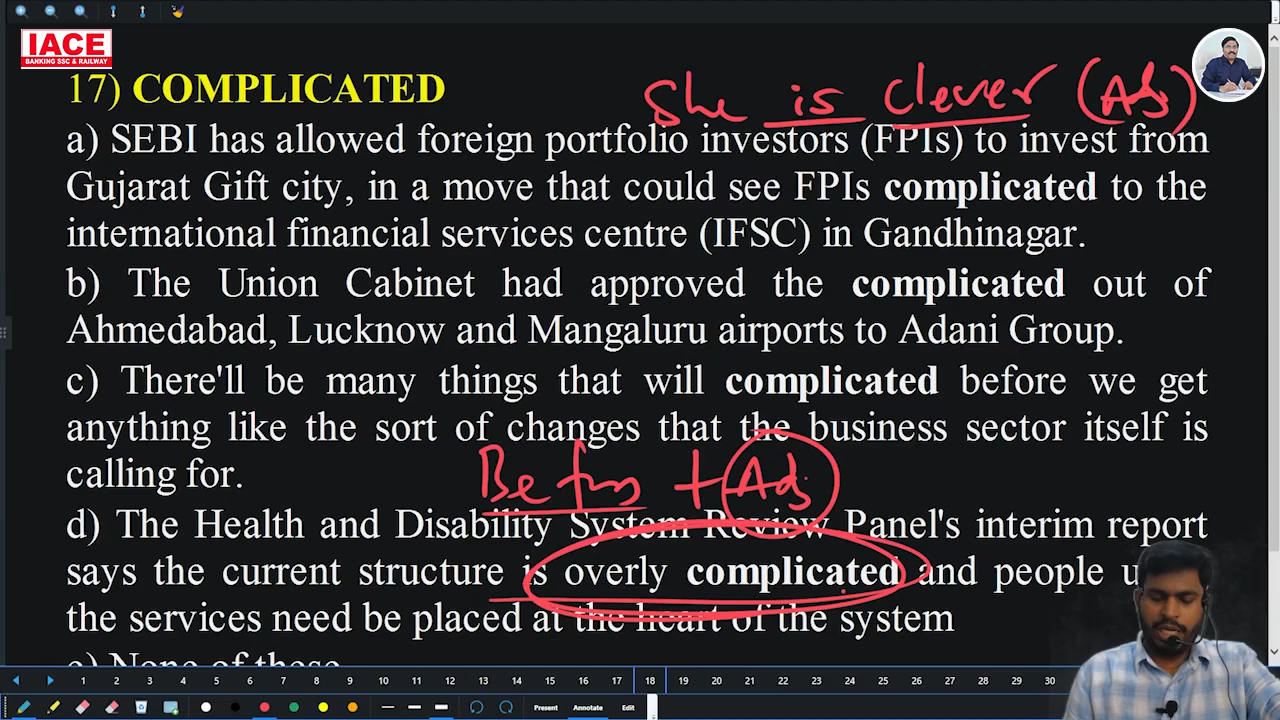 IACE
BANKING SSC & RAILWAY
17) COMPLICATED
She is clever (Adj)
a) SEBI has allowed foreign portfolio investors (FPIs) to invest from
Gujarat Gift city, in a move that could see FPIs complicated to the
international financial services centre (IFSC) in Gandhinagar.
b) The Union Cabinet had approved the complicated out of
Ahmedabad, Lucknow and Mangaluru airports to Adani Group.
c) There'll be many things that will complicated before we get
anything like the sort of changes that the business sector itself is
calling for.
Be + Adj
d) The Health and Disability System Review Panel's interim report
says the current structure is overly complicated and people
the services need be placed at the heart of the system
e) None of these
1 2 3 4 5 6 7 8 9 10 11 12 13 14 15 16 17 18 19 20 21 22 23 24 25 26 27 28 29 30
Present Annotate Edit